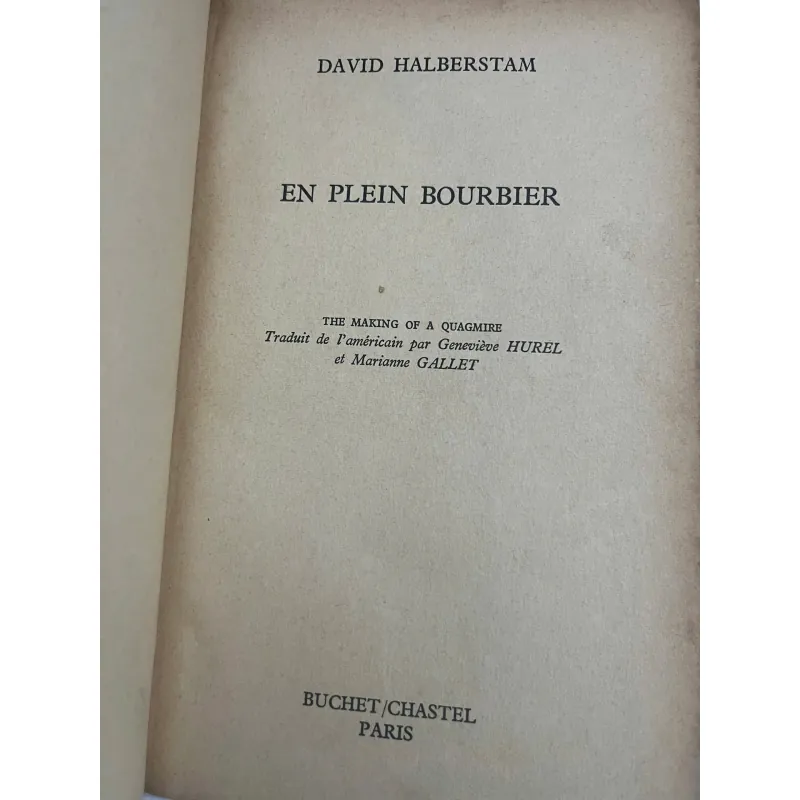 DAVID HALBERSTAM
EN PLEIN BOURBIER
THE MAKING OF A QUAGMIRE
Traduit de l'américain par Geneviève HUREL
et Marianne GALLET
BUCHET/CHASTEL
PARIS